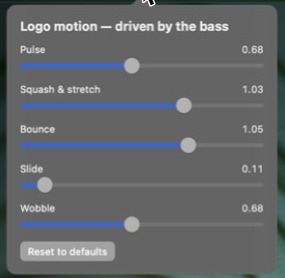 Logo motion — driven by the bass
Pulse 0.68
Squash & stretch 1.03
Bounce 1.05
Slide 0.11
Wobble 0.68
Reset to defaults